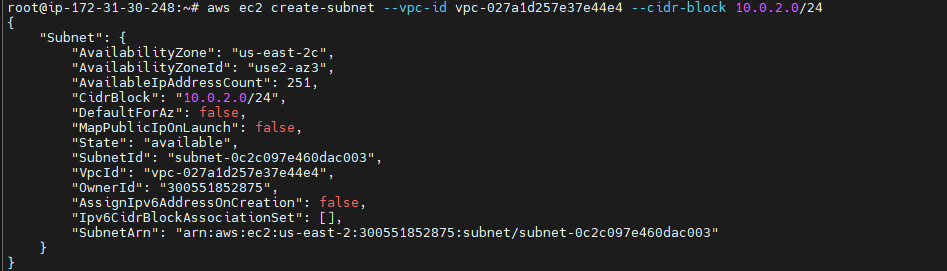 root@ip-172-31-30-248:~# aws ec2 create-subnet --vpc-id vpc-027a1d257e37e44e4 --cidr-block 10.0.2.0/24
{
    "Subnet": {
        "AvailabilityZone": "us-east-2c",
        "AvailabilityZoneId": "use2-az3",
        "AvailableIpAddressCount": 251,
        "CidrBlock": "10.0.2.0/24",
        "DefaultForAz": false,
        "MapPublicIpOnLaunch": false,
        "State": "available",
        "SubnetId": "subnet-0c2c097e460dac003",
        "VpcId": "vpc-027a1d257e37e44e4",
        "OwnerId": "300551852875",
        "AssignIpv6AddressOnCreation": false,
        "Ipv6CidrBlockAssociationSet": [],
        "SubnetArn": "arn:aws:ec2:us-east-2:300551852875:subnet/subnet-0c2c097e460dac003"
    }
}